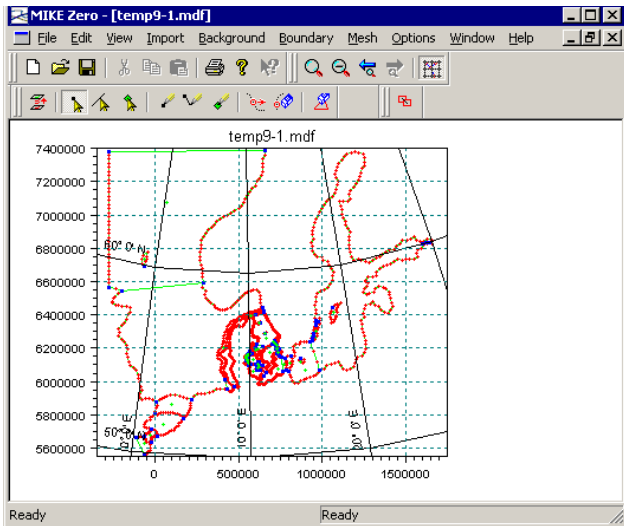 MIKE Zero - [temp9-1.mdf]
File Edit View Import Background Boundary Mesh Options Window Help
temp9-1.mdf
7400000
7200000
7000000
6800000
60° 0' N
6600000
6400000
6200000
6000000
5800000
50° 0' N
5600000
0° 0' E
10° 0' E
20° 0' E
0 500000 1000000 1500000
Ready Ready